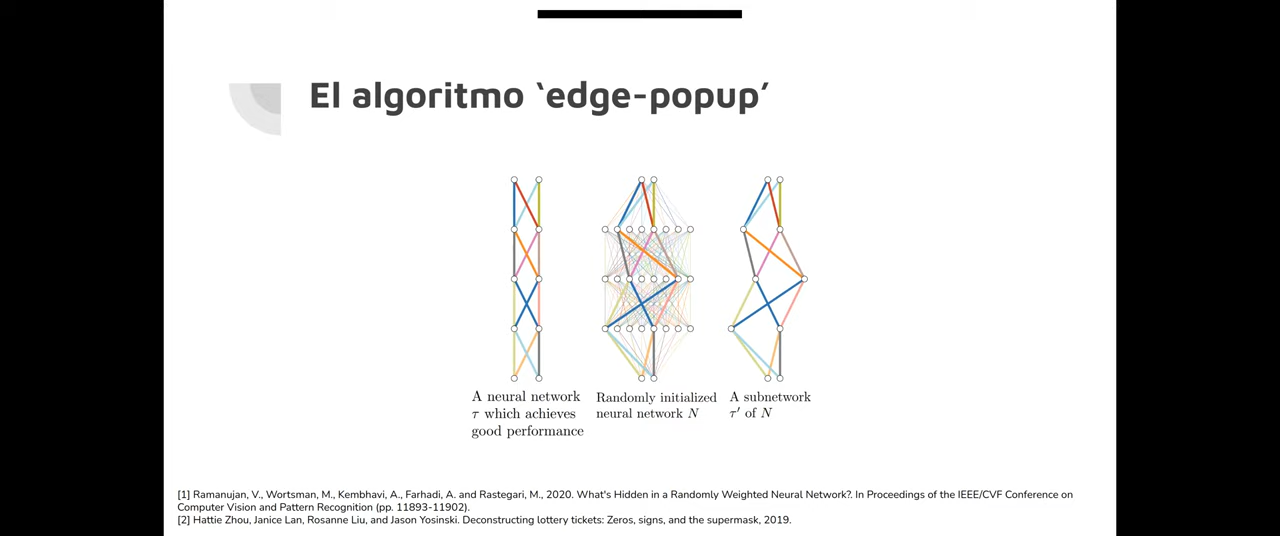 El algoritmo ‘edge-popup’
A neural network
τ which achieves
good performance
Randomly initialized
neural network N
A subnetwork
τ′ of N
[1] Ramanujan, V., Wortsman, M., Kembhavi, A., Farhadi, A. and Rastegari, M., 2020. What's Hidden in a Randomly Weighted Neural Network?. In Proceedings of the IEEE/CVF Conference on
Computer Vision and Pattern Recognition (pp. 11893-11902).
[2] Hattie Zhou, Janice Lan, Rosanne Liu, and Jason Yosinski. Deconstructing lottery tickets: Zeros, signs, and the supermask, 2019.